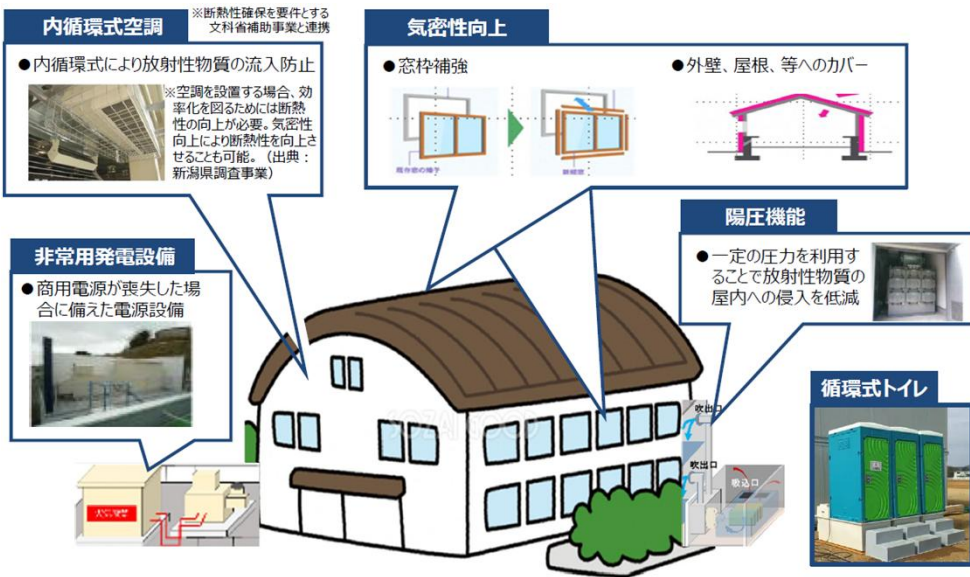 内循環式空調
※断熱性確保を要件とする
文科省補助事業と連携
●内循環式により放射性物質の流入防止
※空調を設置する場合、効
率化を図るためには断熱
性の向上が必要。気密性
向上により断熱性を向上さ
せることも可能。（出典：
新潟県調査事業）
気密性向上
●窓枠補強
●外壁、屋根、等へのカバー
非常用発電設備
●商用電源が喪失した場
合に備えた電源設備
陽圧機能
●一定の圧力を利用す
ることで放射性物質の
屋内への侵入を低減
循環式トイレ
吹出口
吹出口
吸込口
SOZAI GOOD